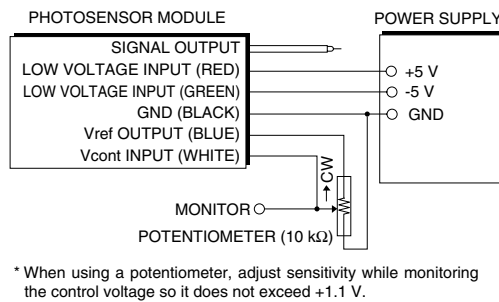 PHOTOSENSOR MODULE
POWER SUPPLY
SIGNAL OUTPUT
LOW VOLTAGE INPUT (RED)
+5 V
LOW VOLTAGE INPUT (GREEN)
-5 V
GND (BLACK)
GND
Vref OUTPUT (BLUE)
Vcont INPUT (WHITE)
CW
MONITOR
POTENTIOMETER (10 kΩ)
* When using a potentiometer, adjust sensitivity while monitoring
the control voltage so it does not exceed +1.1 V.